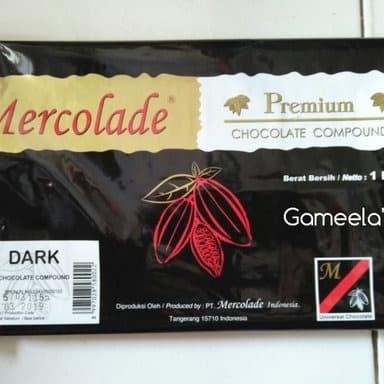 Mercolade®
Premium
CHOCOLATE COMPOUND
Berat Bersih / Netto : 1
Gameela'
DARK
CHOCOLATE COMPOUND
Diproduksi Oleh / Produced by : PT. Mercolade Indonesia.
Tangerang 15710 Indonesia
M
Universal Chocolate